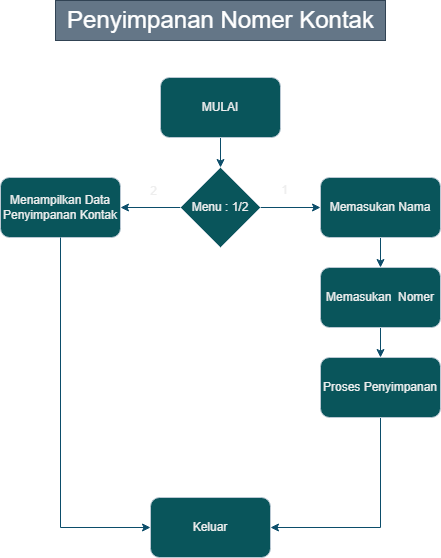 Penyimpanan Nomer Kontak
MULAI
2
1
Menampilkan Data
Penyimpanan Kontak
Menu : 1/2
Memasukan Nama
Memasukan Nomer
Proses Penyimpanan
Keluar